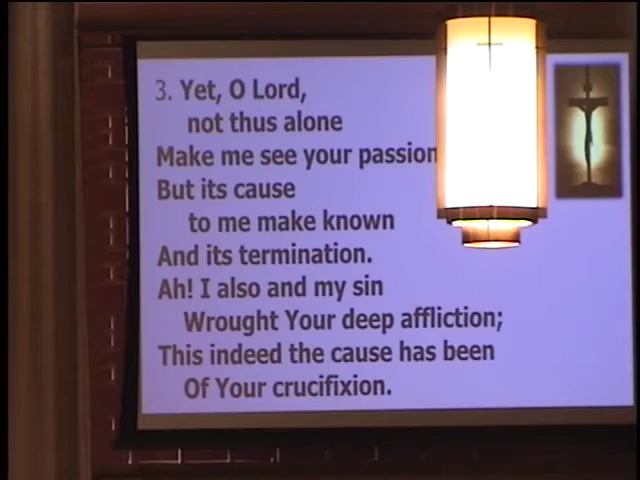 3. Yet, O Lord,
not thus alone
Make me see your passion
But its cause
to me make known
And its termination.
Ah! I also and my sin
Wrought Your deep affliction;
This indeed the cause has been
Of Your crucifixion.